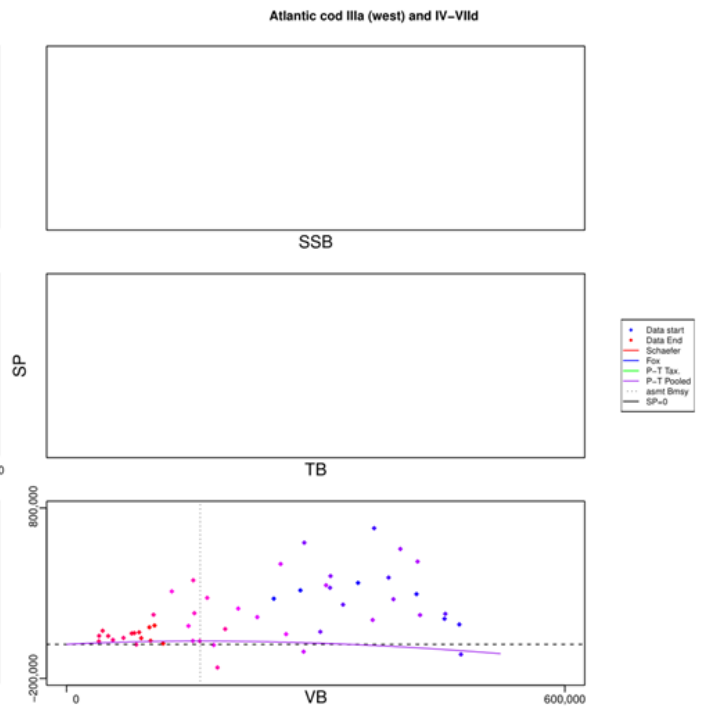 Atlantic cod IIIa (west) and IV−VIId
SSB
SP
TB
0
Data start
Data End
Schaefer
Fox
P−T Tax.
P−T Pooled
asmt Bmsy
SP=0
800,000
−200,000
0
VB
600,000